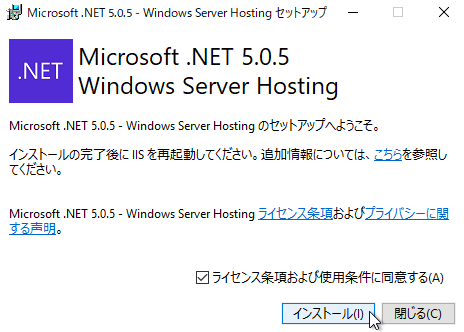 Microsoft .NET 5.0.5 - Windows Server Hosting セットアップ
.NET
Microsoft .NET 5.0.5
Windows Server Hosting
Microsoft .NET 5.0.5 - Windows Server Hosting のセットアップへようこそ。
インストールの完了後に IIS を再起動してください。追加情報については、こちらを参照し
てください。
Microsoft .NET 5.0.5 - Windows Server Hosting ライセンス条項およびプライバシーに関
する声明。
ライセンス条項および使用条件に同意する(A)
インストール(I)
閉じる(C)